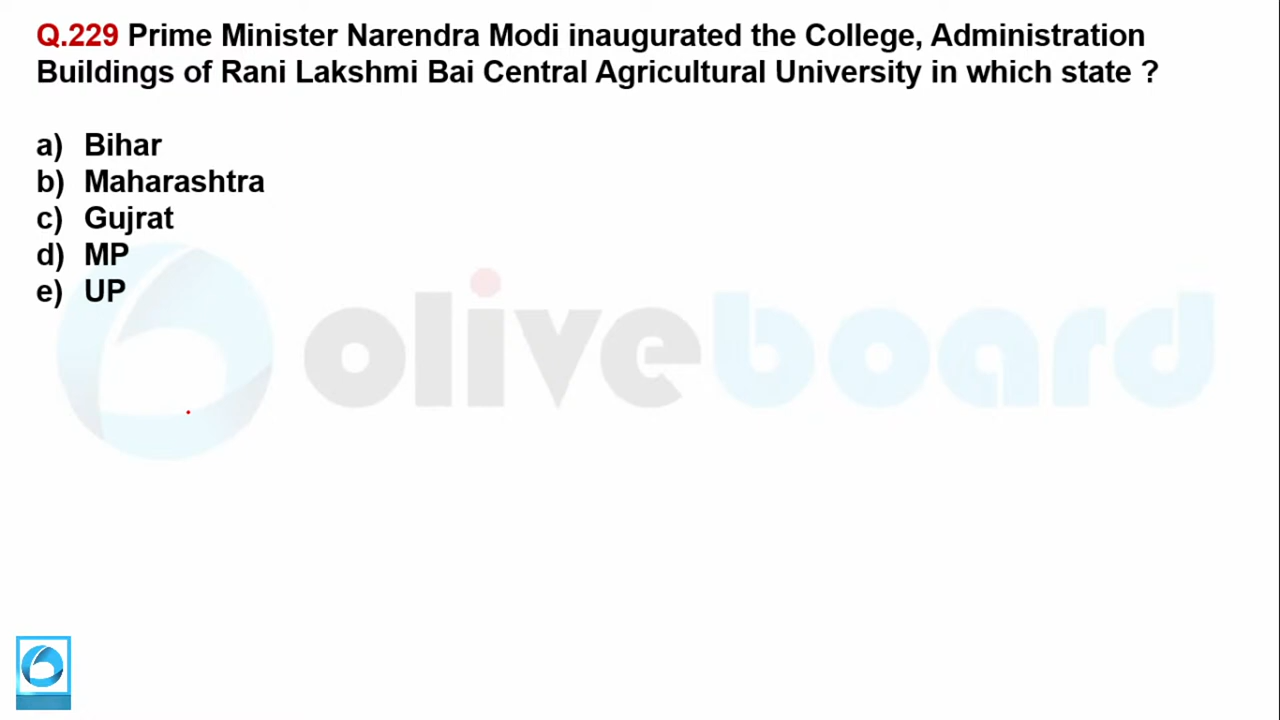 Q.229 Prime Minister Narendra Modi inaugurated the College, Administration
Buildings of Rani Lakshmi Bai Central Agricultural University in which state ?
a) Bihar
b) Maharashtra
c) Gujrat
d) MP
e) UP
oliveboard